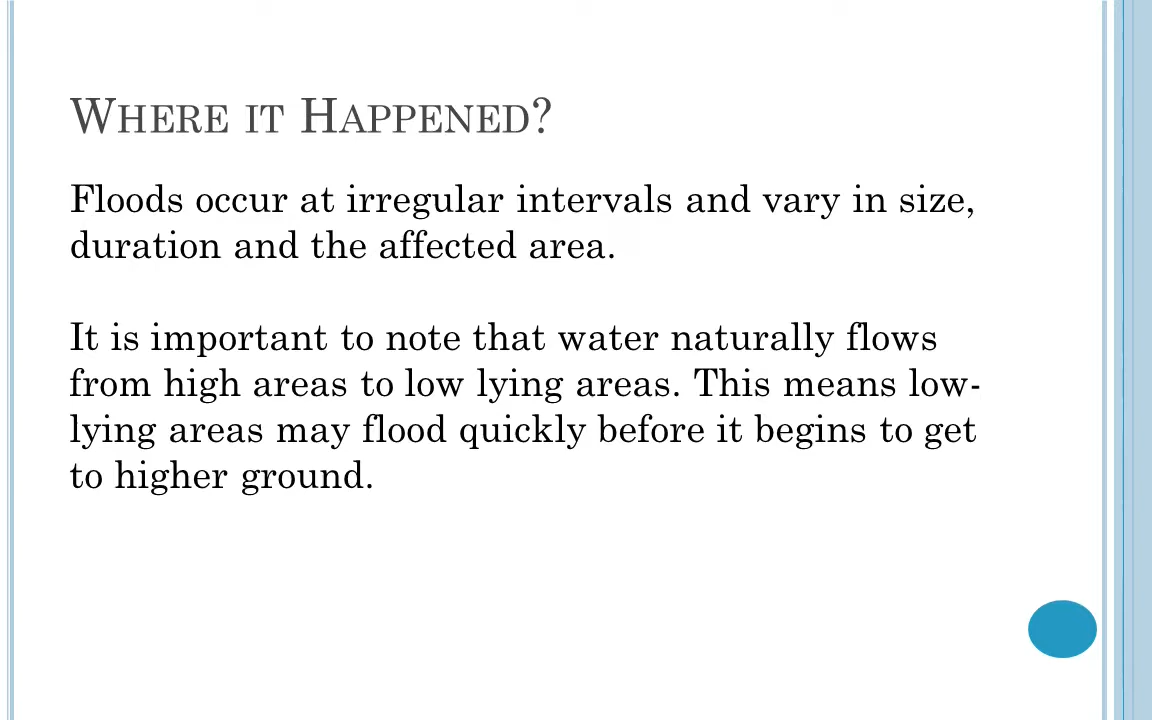 Where it Happened?
Floods occur at irregular intervals and vary in size,
duration and the affected area.
It is important to note that water naturally flows
from high areas to low lying areas. This means low-
lying areas may flood quickly before it begins to get
to higher ground.